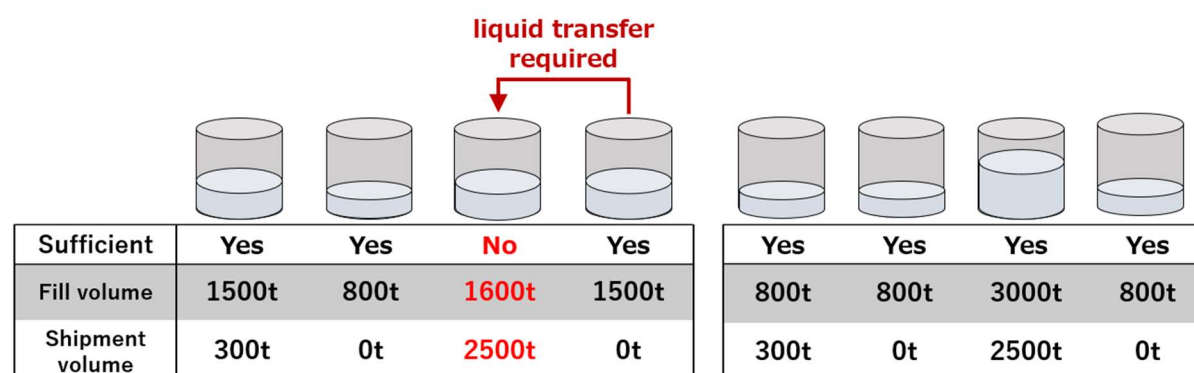 liquid transfer
required
Sufficient Yes Yes No Yes Yes Yes Yes Yes
Fill volume 1500t 800t 1600t 1500t 800t 800t 3000t 800t
Shipment
volume 300t 0t 2500t 0t 300t 0t 2500t 0t